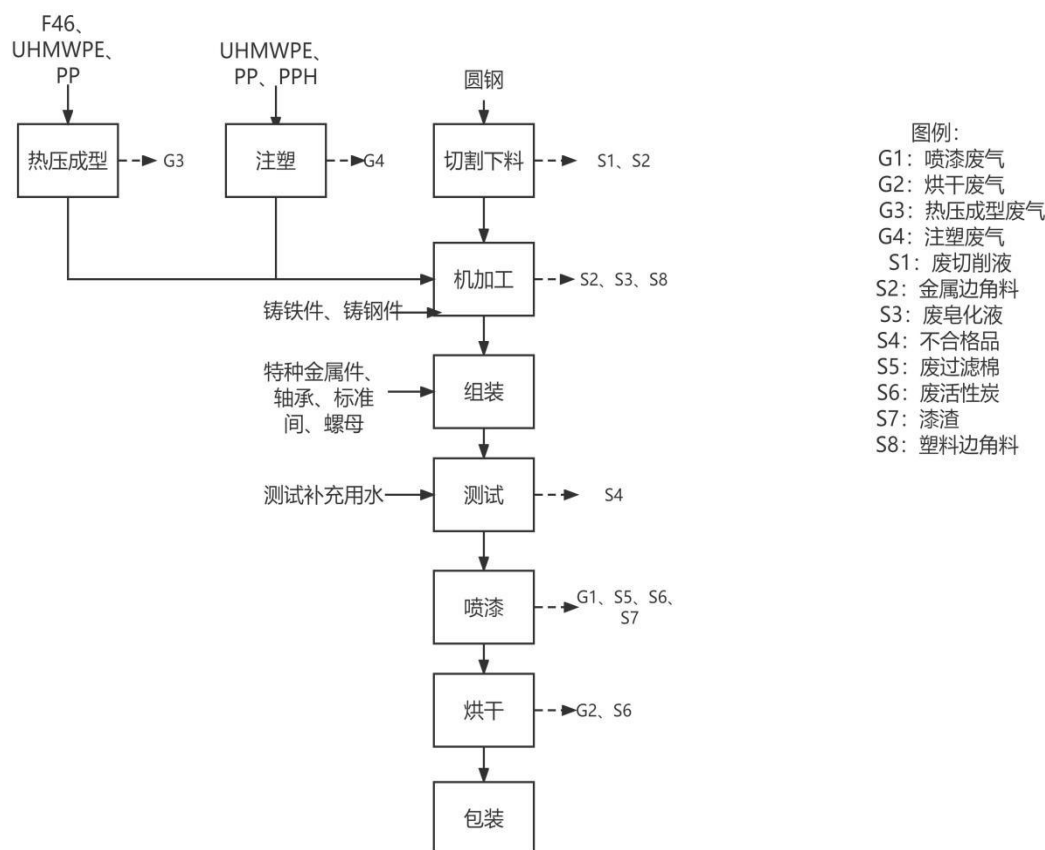 F46、
UHMWPE、
PP
UHMWPE、
PP、PPH
圆钢
热压成型
G3
注塑
G4
切割下料
S1、S2
机加工
S2、S3、S8
铸铁件、铸钢件
特种金属件、
轴承、标准
间、螺母
组装
测试补充用水
测试
S4
喷漆
G1、S5、S6、
S7
烘干
G2、S6
包装
图例：
G1：喷漆废气
G2：烘干废气
G3：热压成型废气
G4：注塑废气
S1：废切削液
S2：金属边角料
S3：废皂化液
S4：不合格品
S5：废过滤棉
S6：废活性炭
S7：漆渣
S8：塑料边角料